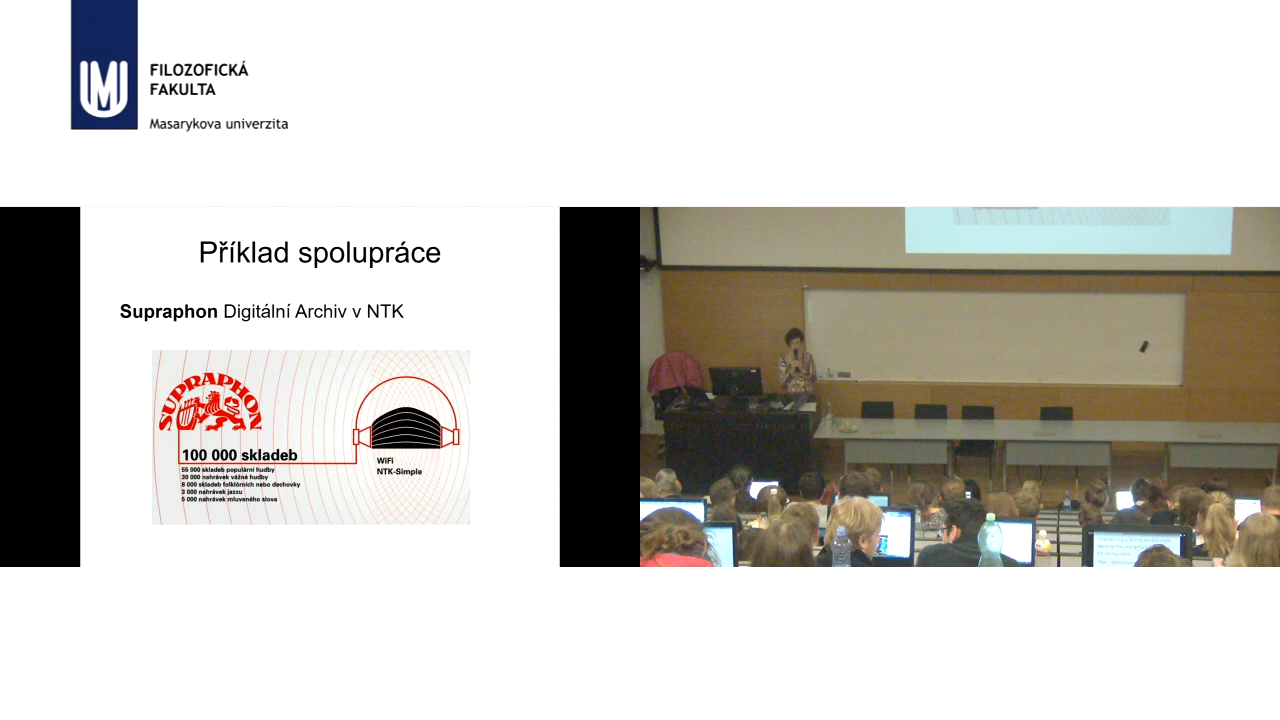 FILOZOFICKÁ
FAKULTA
Masarykova univerzita
Příklad spolupráce
Supraphon Digitální Archiv v NTK
SUPRAPHON
100 000 skladeb
55 000 skladeb populární hudby
30 000 nahrávek vážné hudby
8 000 skladeb folklórních nebo dechovky
3 000 nahrávek jazzu
5 000 nahrávek mluveného slova
WiFi
NTK-Simple